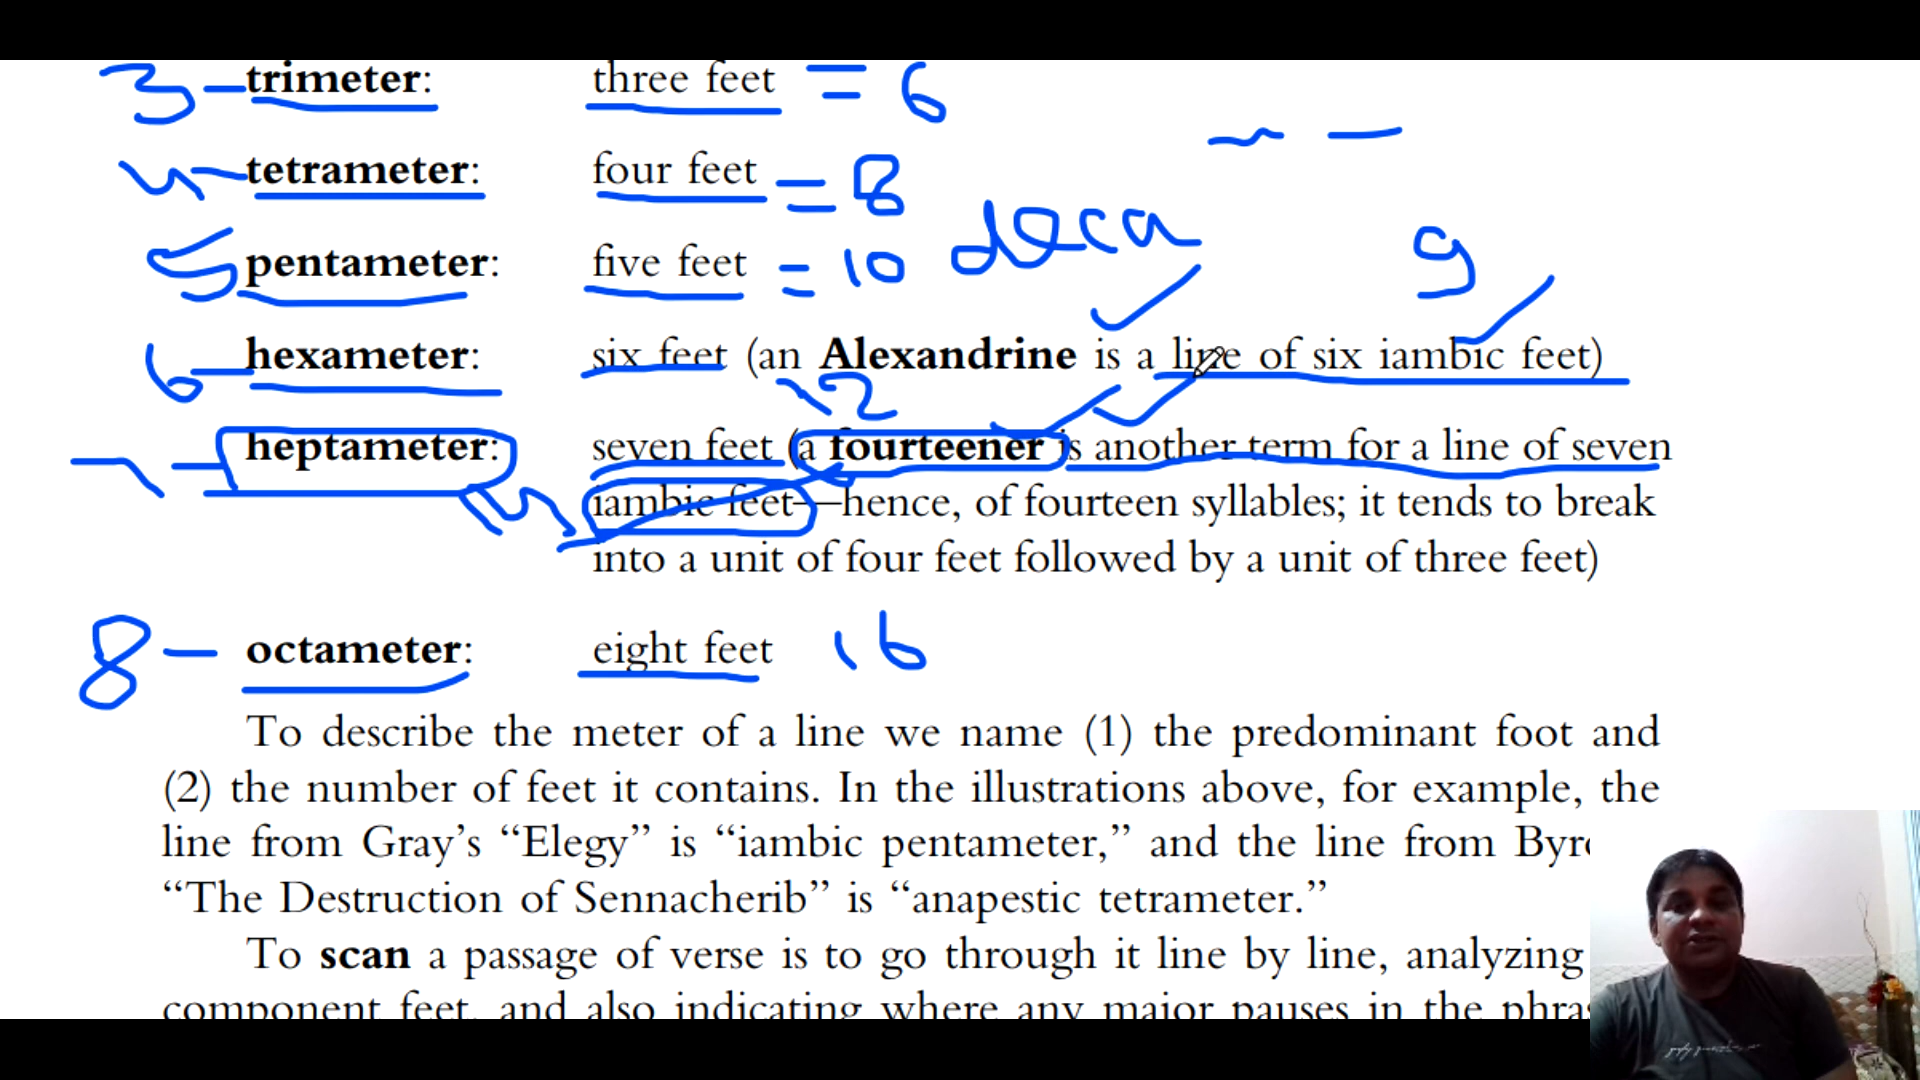 3 — trimeter: three feet = 6
4 — tetrameter: four feet = 8
5 pentameter: five feet = 10 deca 9
6 — hexameter: six feet (an Alexandrine is a line of six iambic feet)
12
7 — heptameter: seven feet (a fourteener is another term for a line of seven
iambic feet—hence, of fourteen syllables; it tends to break
into a unit of four feet followed by a unit of three feet)
8 — octameter: eight feet 16
To describe the meter of a line we name (1) the predominant foot and
(2) the number of feet it contains. In the illustrations above, for example, the
line from Gray's “Elegy” is “iambic pentameter,” and the line from
“The Destruction of Sennacherib” is “anapestic tetrameter.”
To scan a passage of verse is to go through it line by line, analyzing
component feet, and also indicating where any major pauses in the